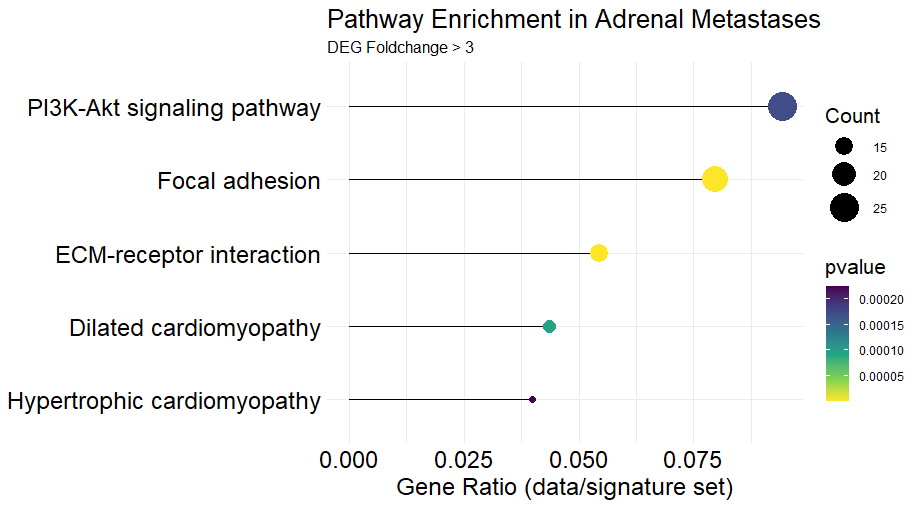 Pathway Enrichment in Adrenal Metastases
DEG Foldchange > 3
PI3K-Akt signaling pathway
Focal adhesion
ECM-receptor interaction
Dilated cardiomyopathy
Hypertrophic cardiomyopathy
0.000 0.025 0.050 0.075
Gene Ratio (data/signature set)
Count
15
20
25
pvalue
0.00020
0.00015
0.00010
0.00005